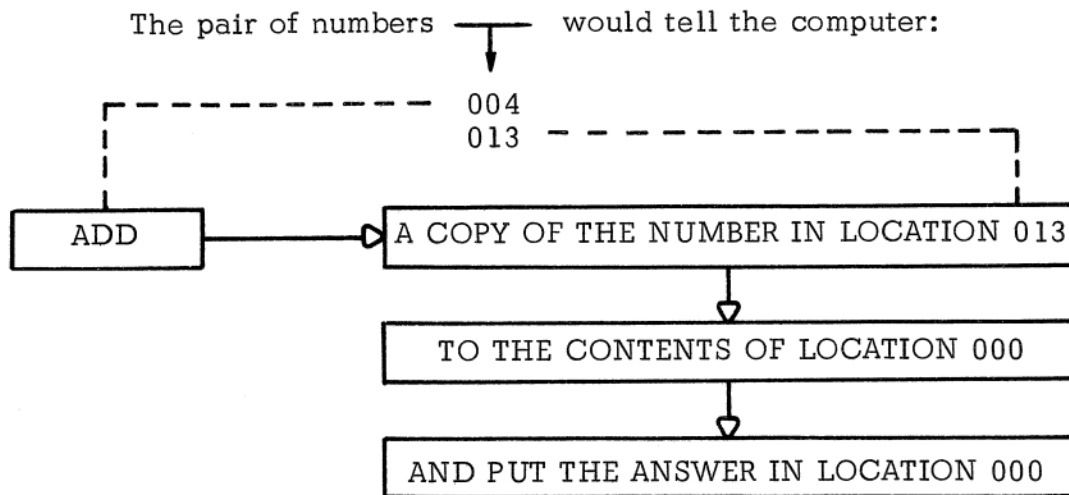 The pair of numbers would tell the computer:
004
013
ADD
A COPY OF THE NUMBER IN LOCATION 013
TO THE CONTENTS OF LOCATION 000
AND PUT THE ANSWER IN LOCATION 000